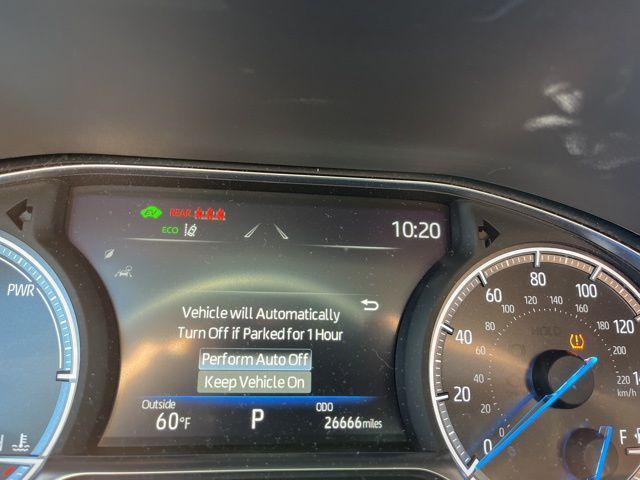 EV REAR
ECO
10:20
PWR
Vehicle will Automatically
Turn Off if Parked for 1 Hour
Perform Auto Off
Keep Vehicle On
Outside
60°F
P
ODO
26666 miles
0
20
40
60
80
100
120
20
40
60
80
100
120
140
160
180
200
220
km/h
HOLD
F